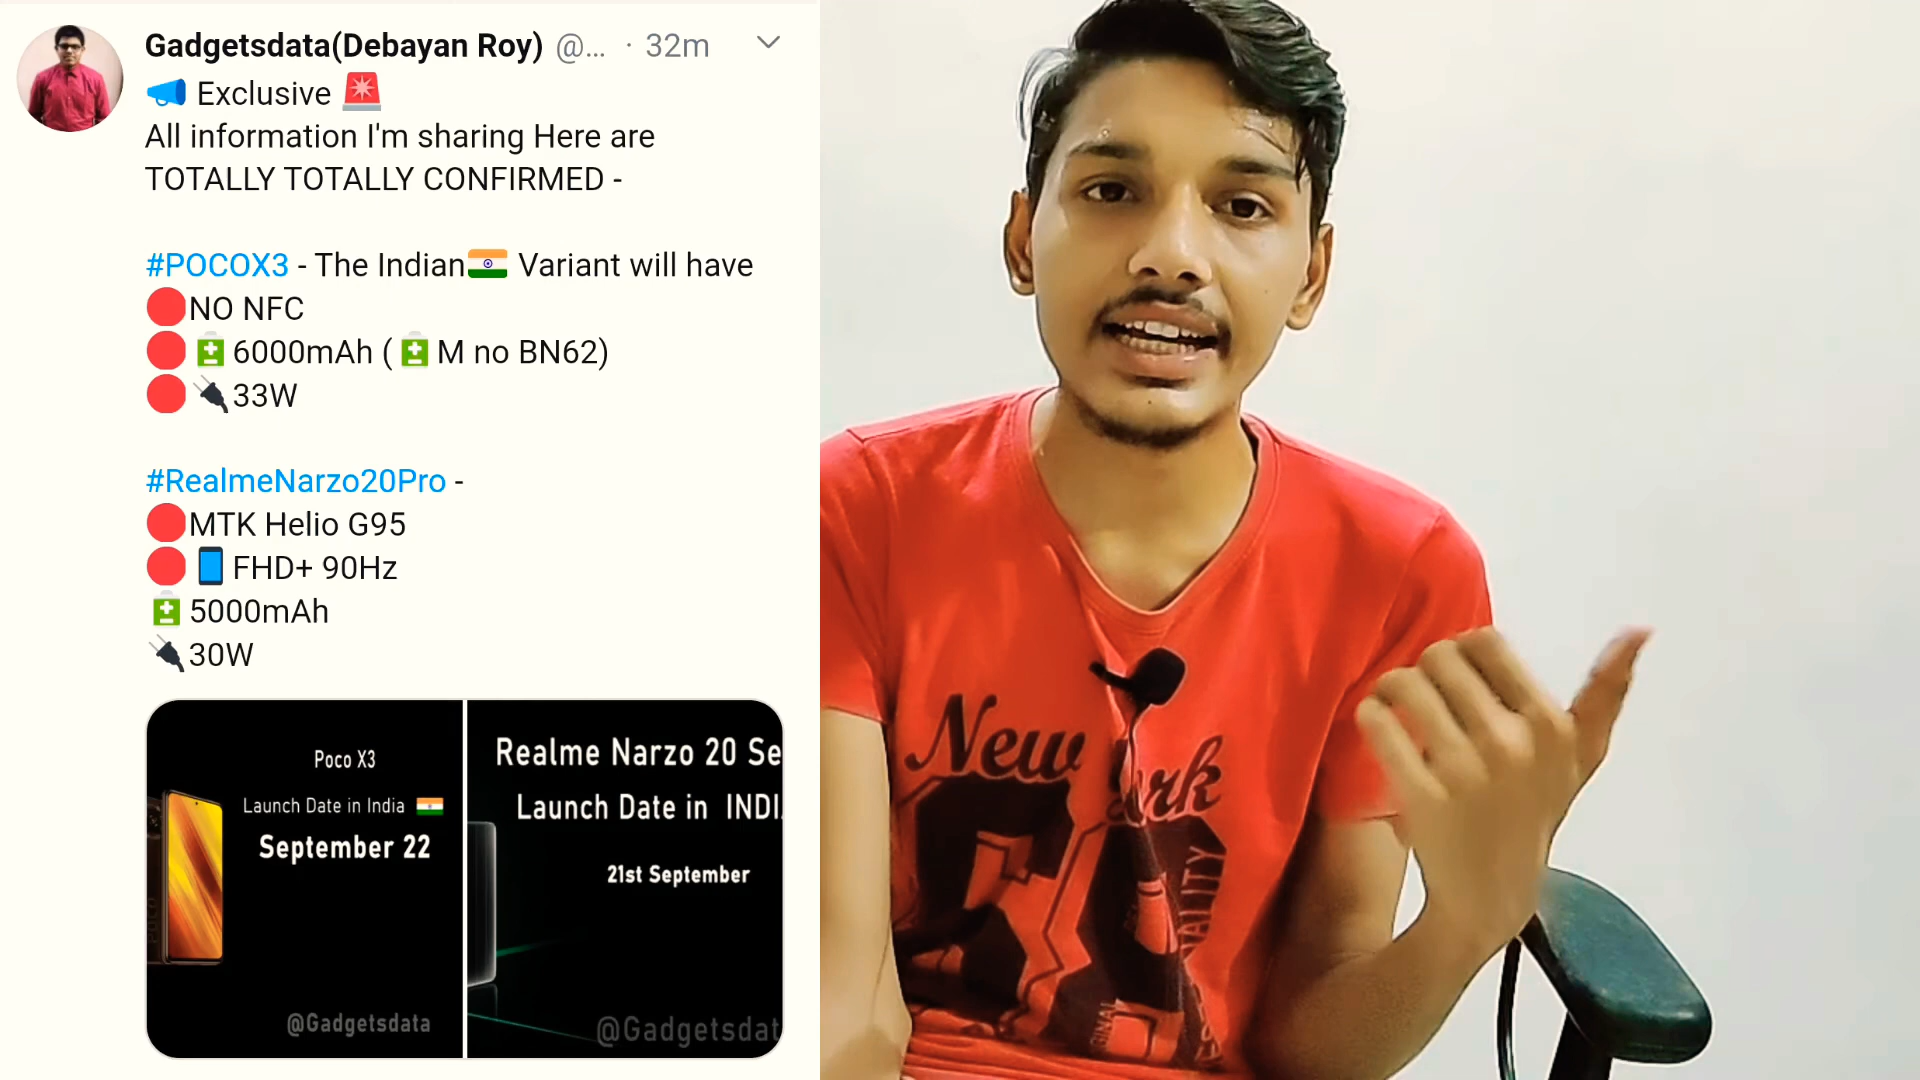 Gadgetsdata(Debayan Roy) @... · 32m
📢 Exclusive 🚨
All information I'm sharing Here are
TOTALLY TOTALLY CONFIRMED -
#POCOX3 - The Indian🇮🇳 Variant will have
🔴NO NFC
🔴🔋6000mAh (🔋M no BN62)
🔴🔌33W
#RealmeNarzo20Pro -
🔴MTK Helio G95
🔴📱FHD+ 90Hz
🔋5000mAh
🔌30W
Poco X3
Launch Date in India 🇮🇳
September 22
@Gadgetsdata
Realme Narzo 20 Se
Launch Date in INDI
21st September
@Gadgetsdat
New York